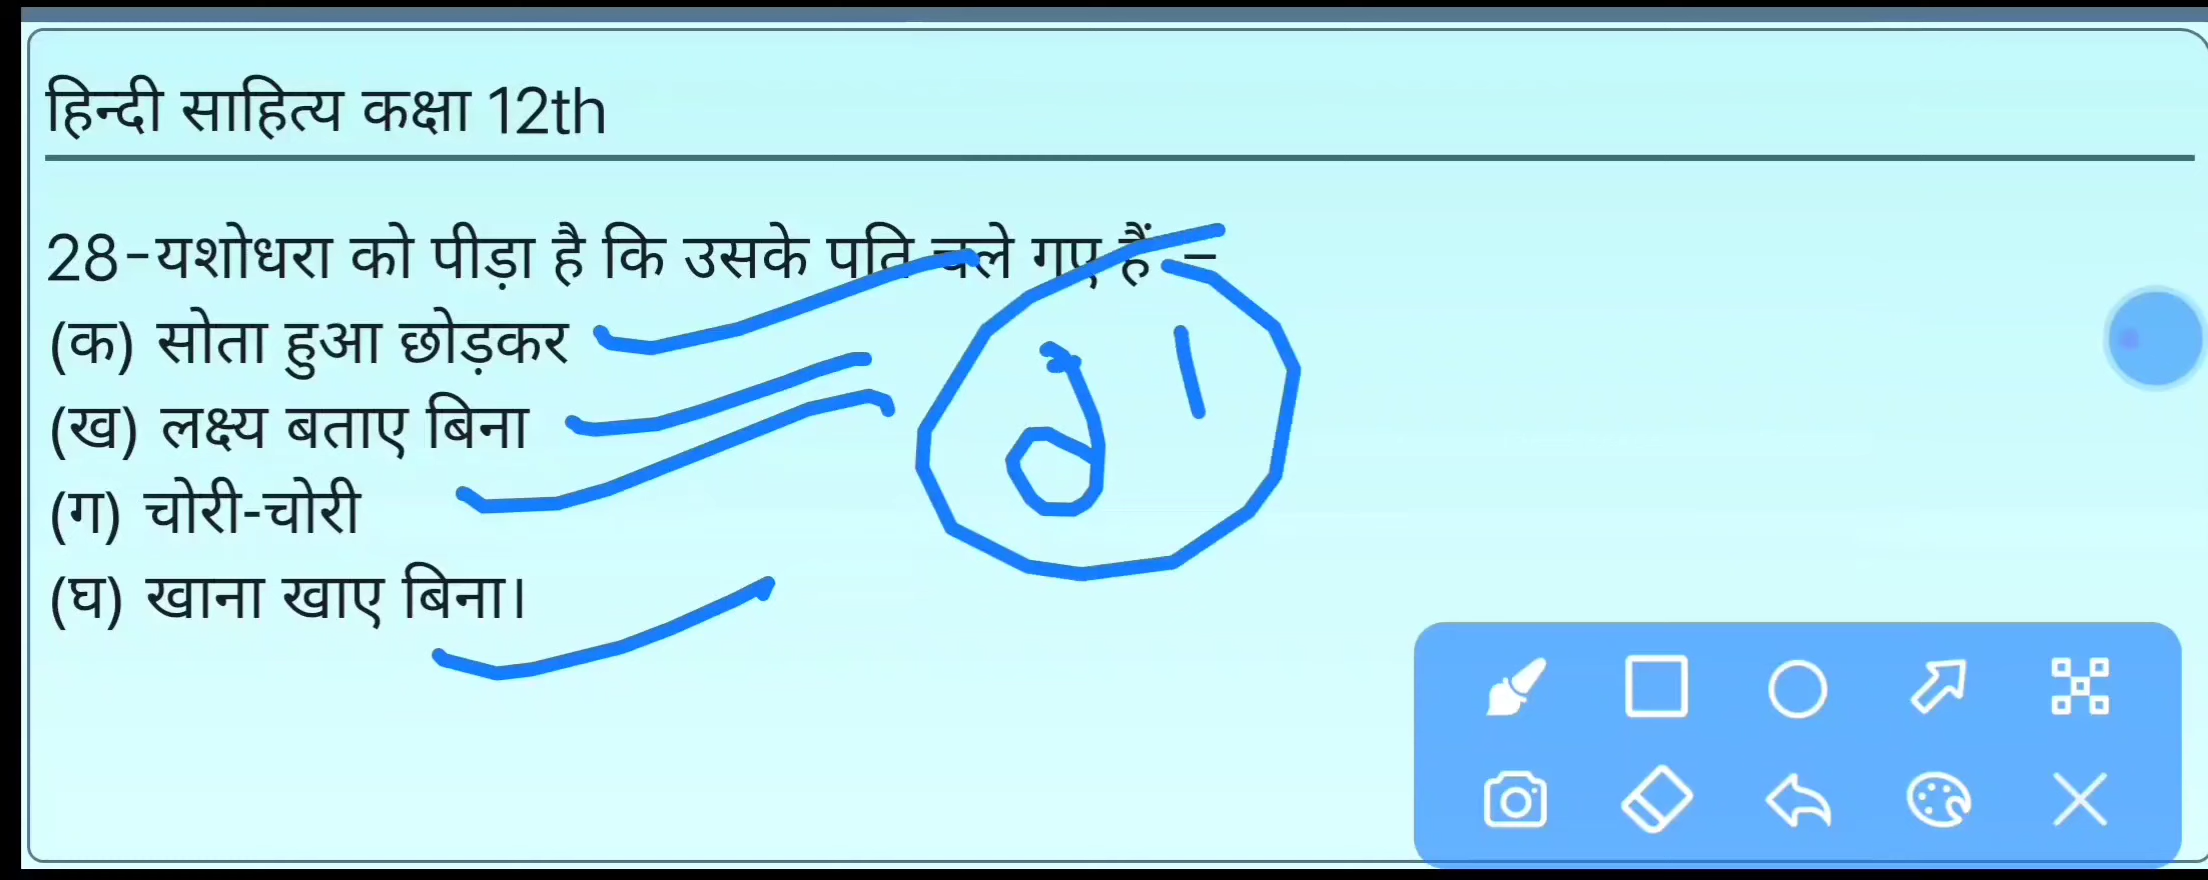 हिन्दी साहित्य कक्षा 12th
28-यशोधरा को पीड़ा है कि उसके पति चले गए हैं -
(क) सोता हुआ छोड़कर
(ख) लक्ष्य बताए बिना
(ग) चोरी-चोरी
(घ) खाना खाए बिना।